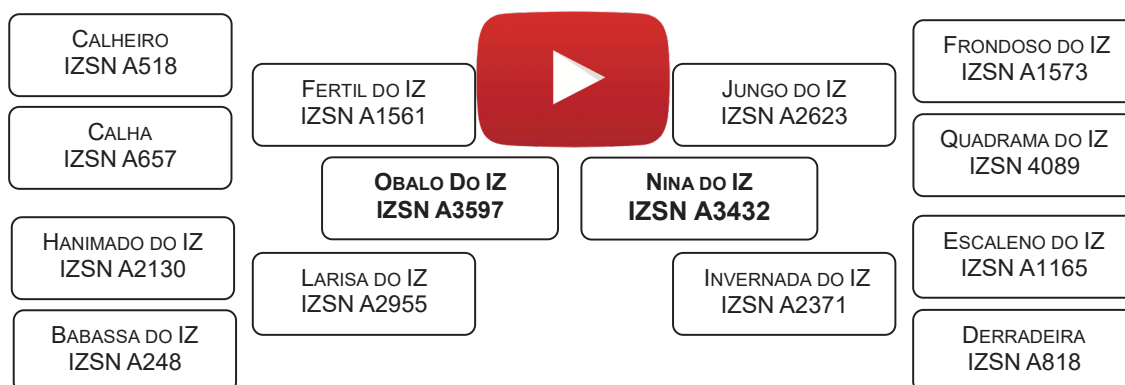 Calheiro
IZSN A518
Calha
IZSN A657
Hanimado do IZ
IZSN A2130
Babassa do IZ
IZSN A248
Fertil do IZ
IZSN A1561
Larisa do IZ
IZSN A2955
Obalo Do IZ
IZSN A3597
Nina do IZ
IZSN A3432
Jungo do IZ
IZSN A2623
Invernada do IZ
IZSN A2371
Frondoso do IZ
IZSN A1573
Quadrama do IZ
IZSN 4089
Escaleno do IZ
IZSN A1165
Derradeira
IZSN A818